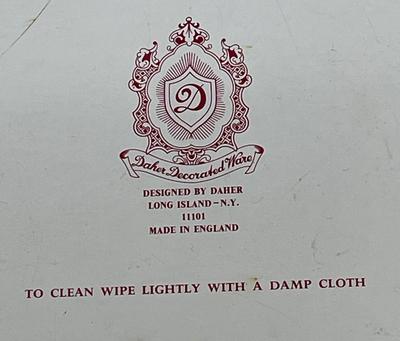 D
Daher Decorated Ware
DESIGNED BY DAHER
LONG ISLAND–N.Y.
11101
MADE IN ENGLAND
TO CLEAN WIPE LIGHTLY WITH A DAMP CLOTH